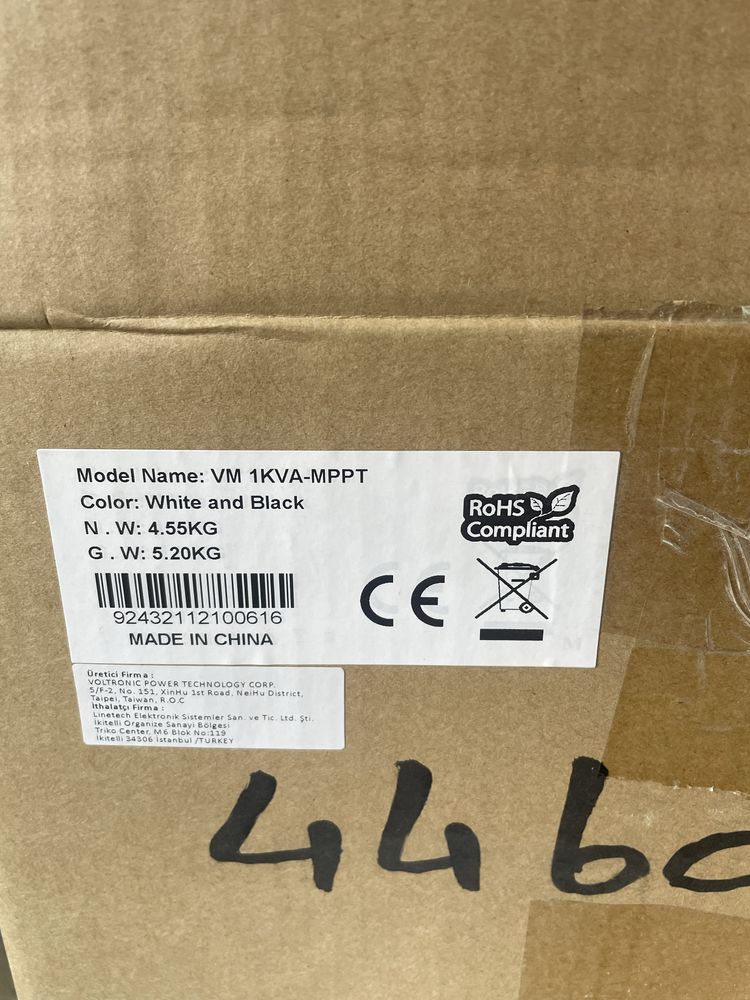 Model Name: VM 1KVA-MPPT
Color: White and Black
N . W: 4.55KG
G . W: 5.20KG
92432112100616
MADE IN CHINA
RoHS
Compliant
CE
Üretici Firma :
VOLTRONIC POWER TECHNOLOGY CORP.
5/F-2, No. 151, XinHu 1st Road, NeiHu District,
Taipei, Taiwan, R.O.C
İthalatçı Firma :
Linetech Elektronik Sistemler San. ve Tic. Ltd. Şti.
İkitelli Organize Sanayi Bölgesi
Triko Center, M6 Blok No:119
İkitelli 34306 İstanbul /TURKEY
44